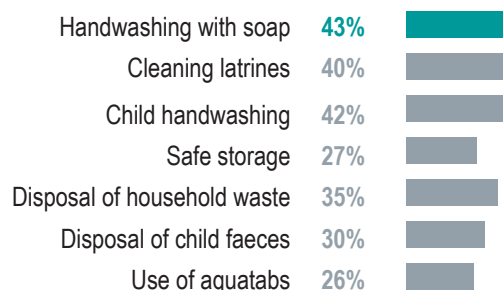 Handwashing with soap 43%
Cleaning latrines 40%
Child handwashing 42%
Safe storage 27%
Disposal of household waste 35%
Disposal of child faeces 30%
Use of aquatabs 26%